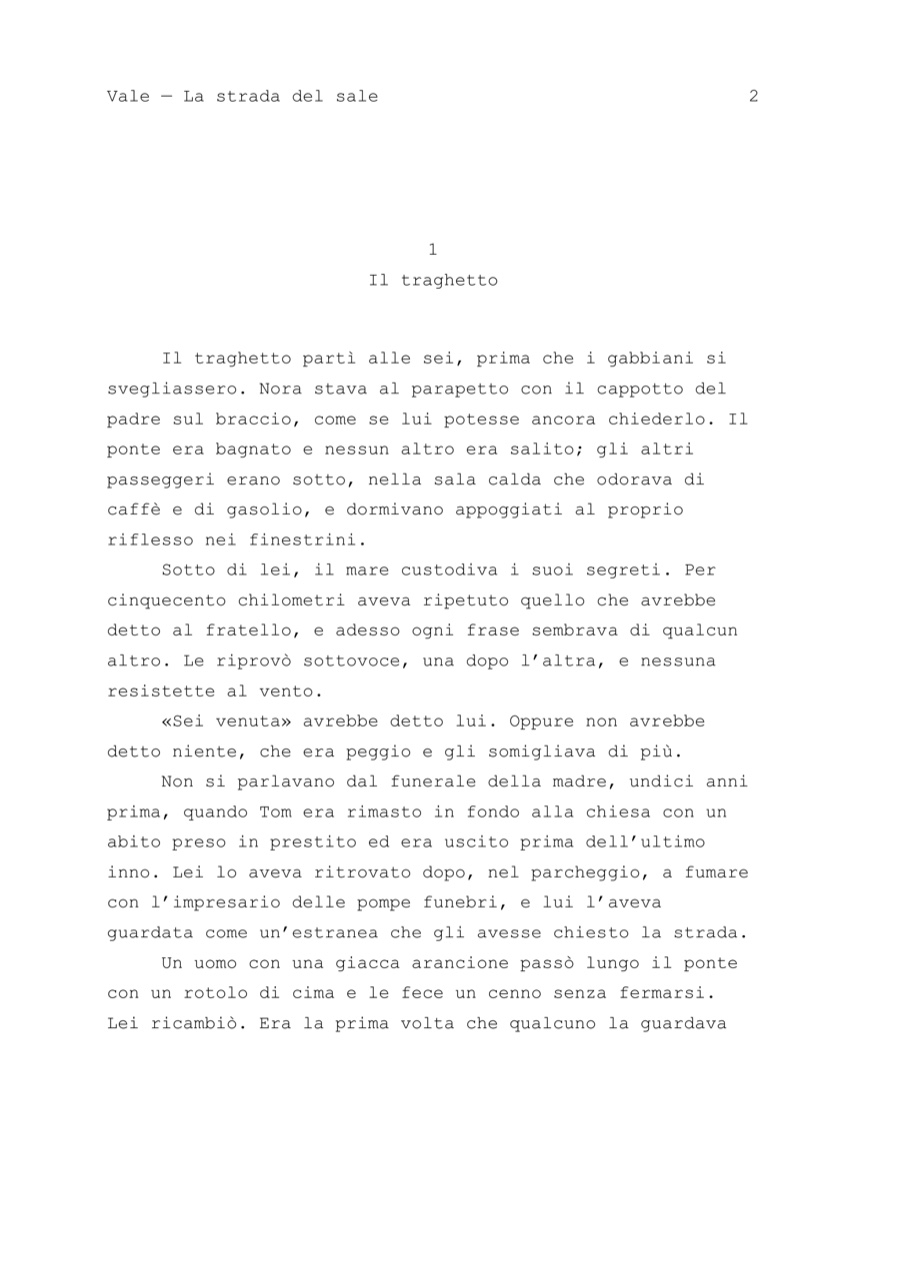 Vale — La strada del sale 2
1
Il traghetto
Il traghetto partì alle sei, prima che i gabbiani si
svegliassero. Nora stava al parapetto con il cappotto del
padre sul braccio, come se lui potesse ancora chiederlo. Il
ponte era bagnato e nessun altro era salito; gli altri
passeggeri erano sotto, nella sala calda che odorava di
caffè e di gasolio, e dormivano appoggiati al proprio
riflesso nei finestrini.
Sotto di lei, il mare custodiva i suoi segreti. Per
cinquecento chilometri aveva ripetuto quello che avrebbe
detto al fratello, e adesso ogni frase sembrava di qualcun
altro. Le riprovò sottovoce, una dopo l’altra, e nessuna
resistette al vento.
«Sei venuta» avrebbe detto lui. Oppure non avrebbe
detto niente, che era peggio e gli somigliava di più.
Non si parlavano dal funerale della madre, undici anni
prima, quando Tom era rimasto in fondo alla chiesa con un
abito preso in prestito ed era uscito prima dell’ultimo
inno. Lei lo aveva ritrovato dopo, nel parcheggio, a fumare
con l’impresario delle pompe funebri, e lui l’aveva
guardata come un’estranea che gli avesse chiesto la strada.
Un uomo con una giacca arancione passò lungo il ponte
con un rotolo di cima e le fece un cenno senza fermarsi.
Lei ricambiò. Era la prima volta che qualcuno la guardava